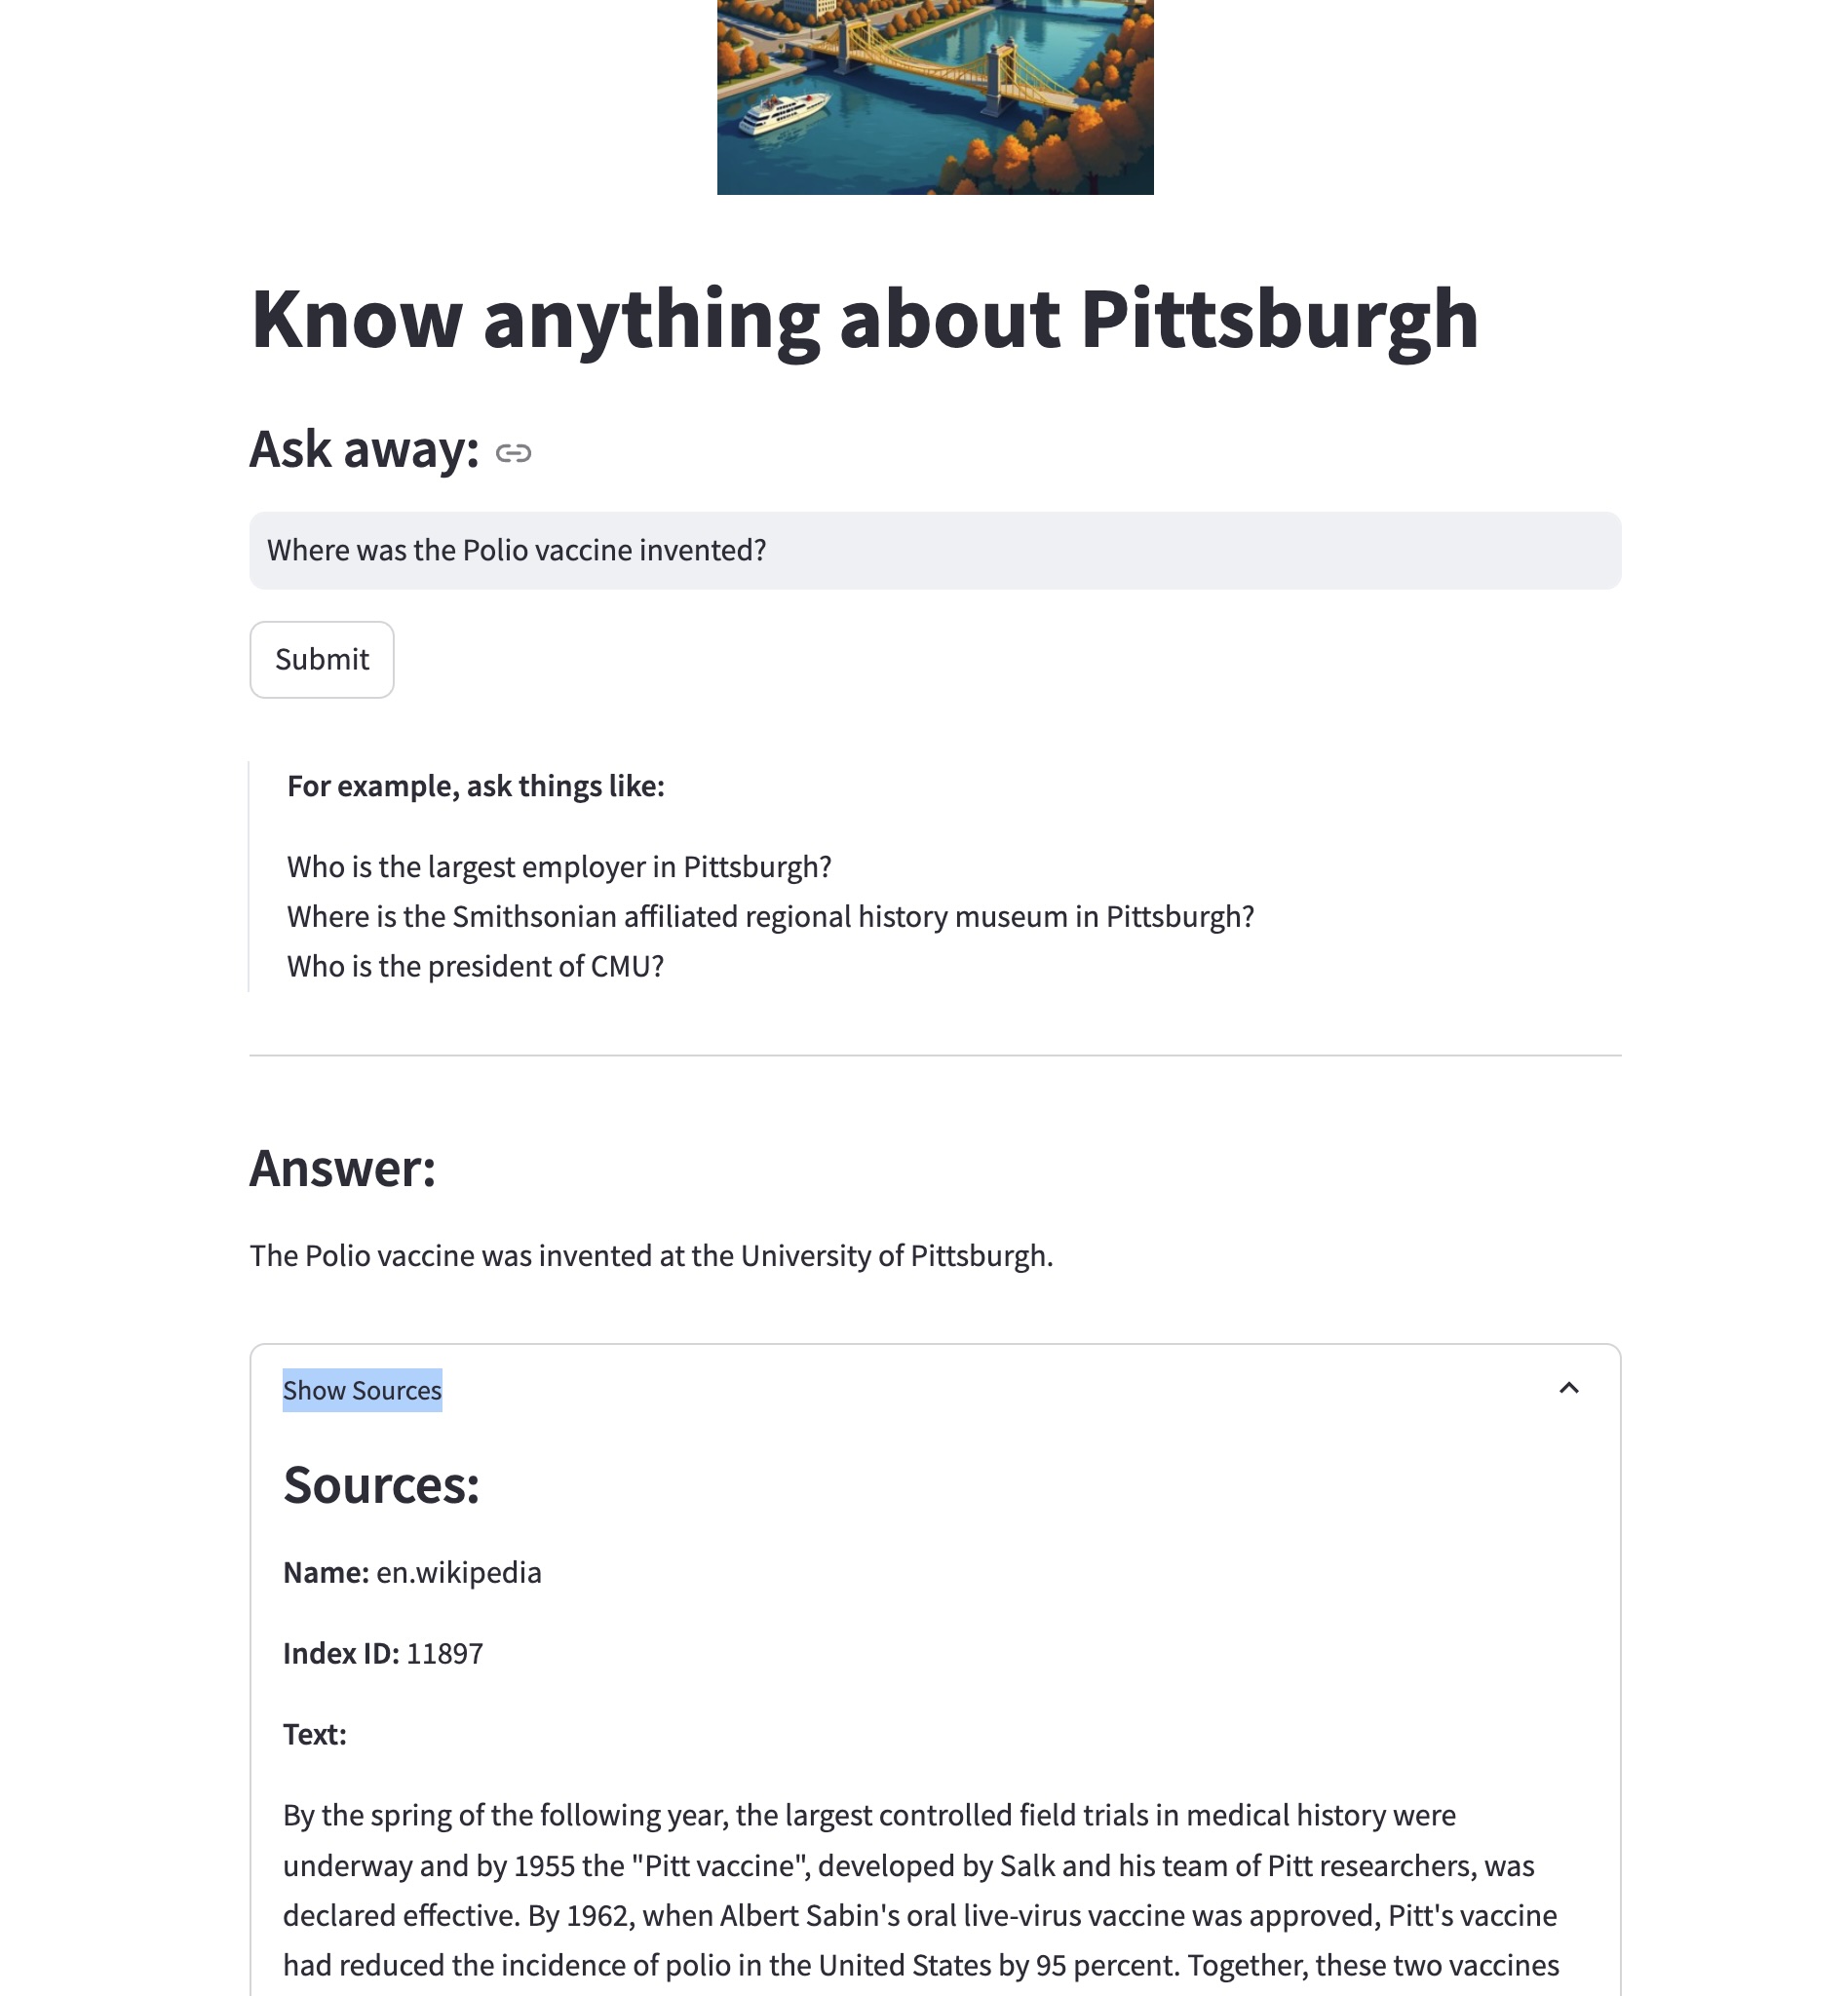 Know anything about Pittsburgh
Ask away:
Where was the Polio vaccine invented?
Submit
For example, ask things like:
Who is the largest employer in Pittsburgh?
Where is the Smithsonian affiliated regional history museum in Pittsburgh?
Who is the president of CMU?
Answer:
The Polio vaccine was invented at the University of Pittsburgh.
Show Sources
Sources:
Name: en.wikipedia
Index ID: 11897
Text:
By the spring of the following year, the largest controlled field trials in medical history were
underway and by 1955 the "Pitt vaccine", developed by Salk and his team of Pitt researchers, was
declared effective. By 1962, when Albert Sabin's oral live-virus vaccine was approved, Pitt's vaccine
had reduced the incidence of polio in the United States by 95 percent. Together, these two vaccines